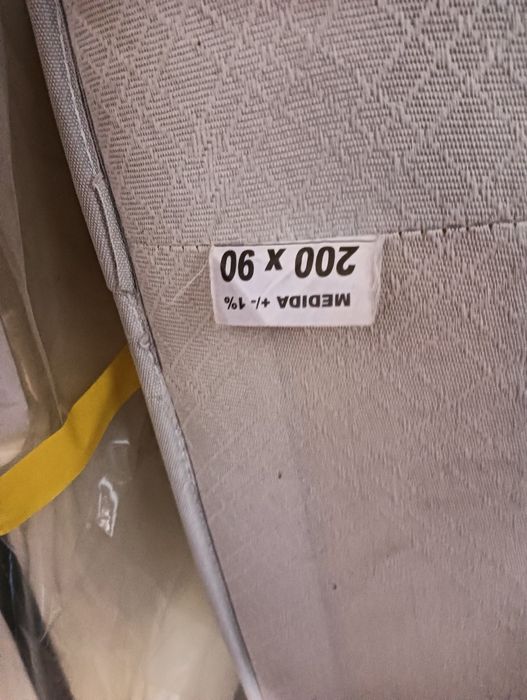 MEDIDA +/- 1%
200 x 90